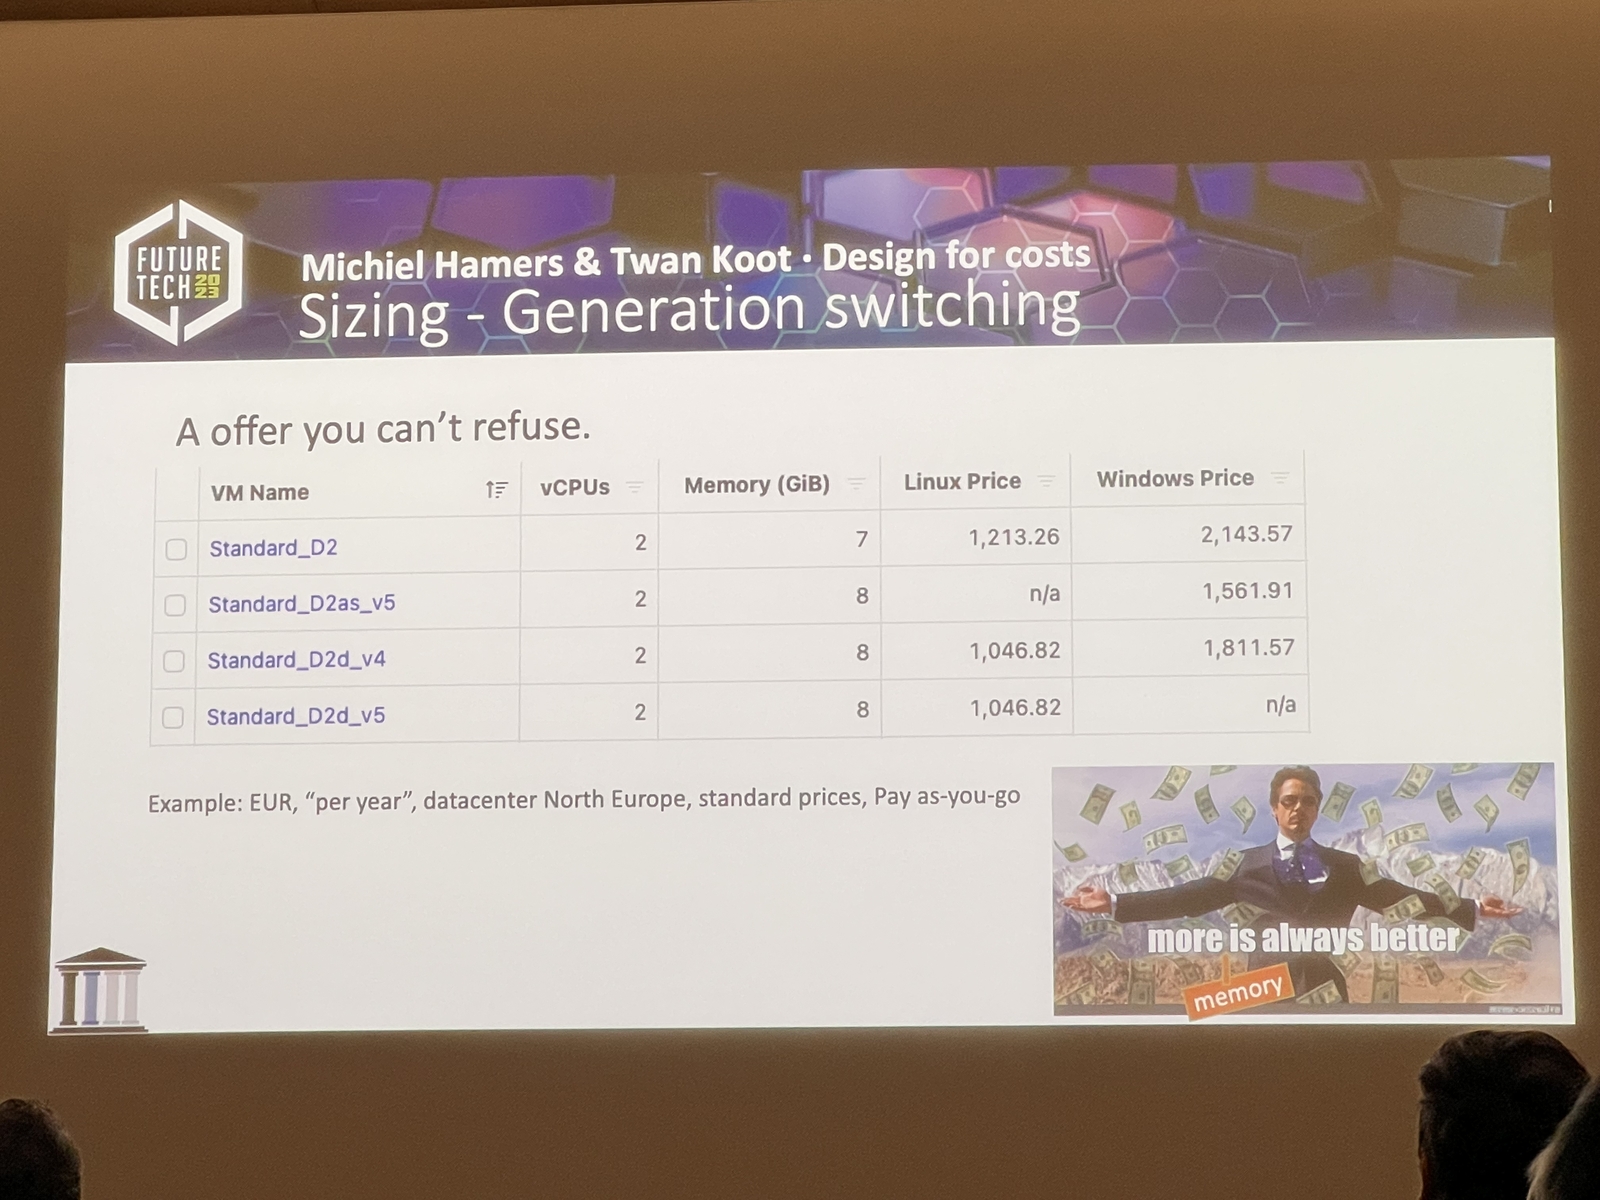 FUTURE
TECH 2023
Michiel Hamers & Twan Koot • Design for costs
Sizing - Generation switching
A offer you can't refuse.
VM Name vCPUs Memory (GiB) Linux Price Windows Price
Standard_D2 2 7 1,213.26 2,143.57
Standard_D2as_v5 2 8 n/a 1,561.91
Standard_D2d_v4 2 8 1,046.82 1,811.57
Standard_D2d_v5 2 8 1,046.82 n/a
Example: EUR, “per year”, datacenter North Europe, standard prices, Pay as-you-go
more is always better
memory